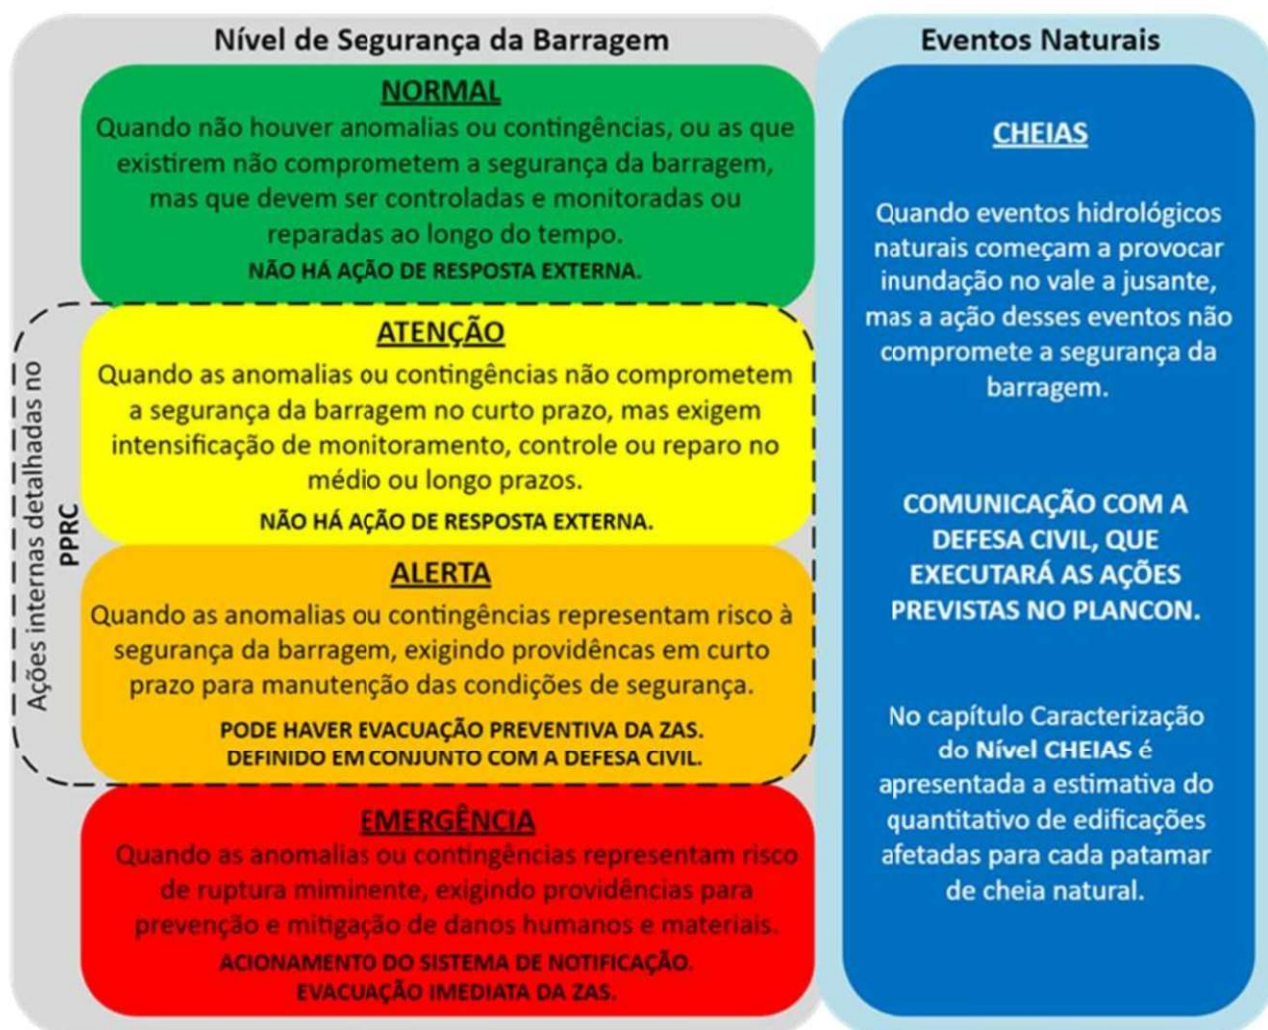 Nível de Segurança da Barragem
NORMAL
Quando não houver anomalias ou contingências, ou as que
existirem não comprometem a segurança da barragem,
mas que devem ser controladas e monitoradas ou
reparadas ao longo do tempo.
NÃO HÁ AÇÃO DE RESPOSTA EXTERNA.
Ações internas detalhadas no
PPRC
ATENÇÃO
Quando as anomalias ou contingências não comprometem
a segurança da barragem no curto prazo, mas exigem
intensificação de monitoramento, controle ou reparo no
médio ou longo prazos.
NÃO HÁ AÇÃO DE RESPOSTA EXTERNA.
ALERTA
Quando as anomalias ou contingências representam risco à
segurança da barragem, exigindo providêncas em curto
prazo para manutenção das condições de segurança.
PODE HAVER EVACUAÇÃO PREVENTIVA DA ZAS.
DEFINIDO EM CONJUNTO COM A DEFESA CIVIL.
EMERGÊNCIA
Quando as anomalias ou contingências representam risco
de ruptura miminente, exigindo providências para
prevenção e mitigação de danos humanos e materiais.
ACIONAMENTO DO SISTEMA DE NOTIFICAÇÃO.
EVACUAÇÃO IMEDIATA DA ZAS.
Eventos Naturais
CHEIAS
Quando eventos hidrológicos
naturais começam a provocar
inundação no vale a jusante,
mas a ação desses eventos não
compromete a segurança da
barragem.
COMUNICAÇÃO COM A
DEFESA CIVIL, QUE
EXECUTARÁ AS AÇÕES
PREVISTAS NO PLANCON.
No capítulo Caracterização
do Nível CHEIAS é
apresentada a estimativa do
quantitativo de edificações
afetadas para cada patamar
de cheia natural.